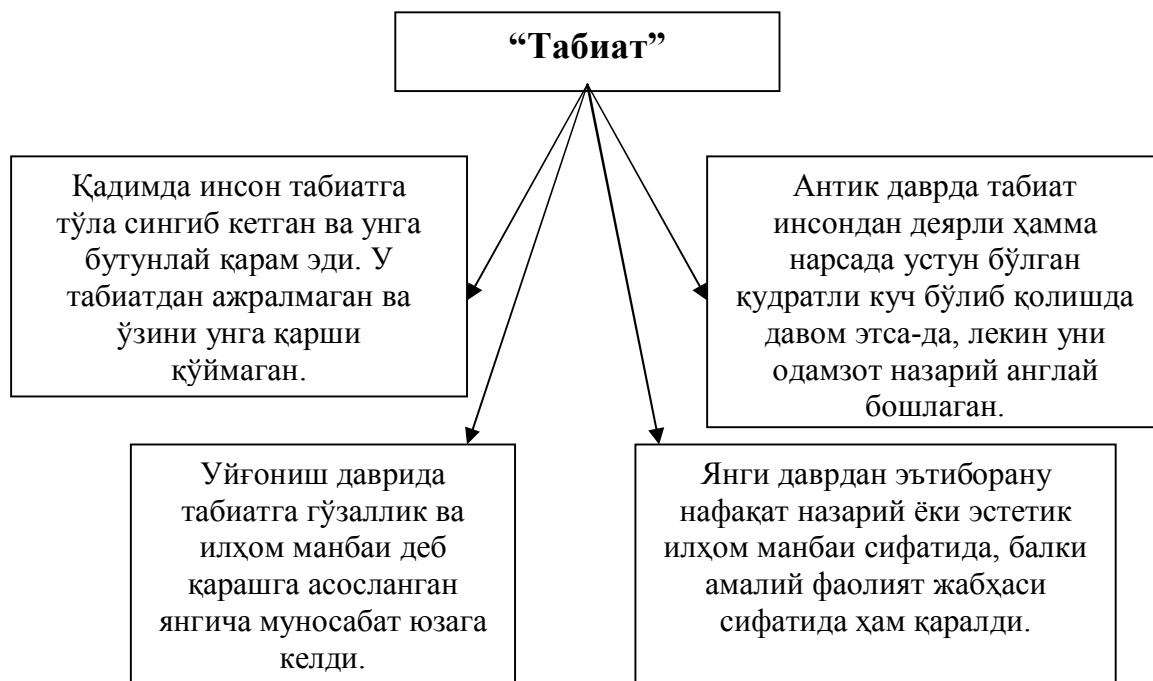 “Табиат”
Қадимда инсон табиатга
тўла сингиб кетган ва унга
бутунлай қарам эди. У
табиатдан ажралмаган ва
ўзини унга қарши
қўймаган.
Антик даврда табиат
инсондан деярли ҳамма
нарсада устун бўлган
қудратли куч бўлиб қолишда
давом этса-да, лекин уни
одамзот назарий англай
бошлаган.
Уйғониш даврида
табиатга гўзаллик ва
илҳом манбаи деб
қарашга асосланган
янгича муносабат юзага
келди.
Янги даврдан эътиборану
нафақат назарий ёки эстетик
илҳом манбаи сифатида, балки
амалий фаолият жабҳаси
сифатида ҳам қаралди.